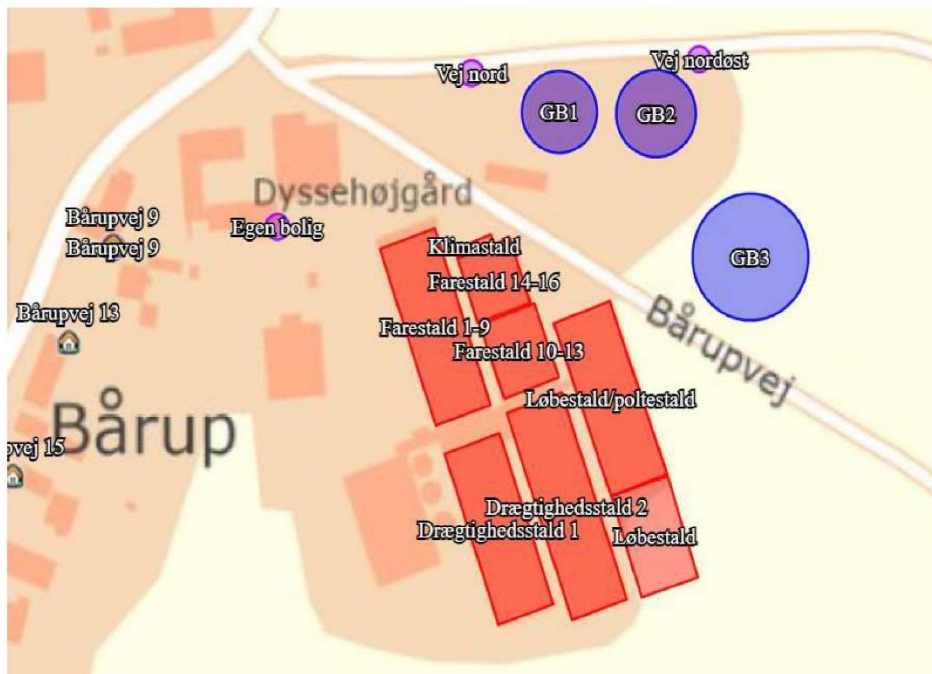 Vej nord
Vej nordøst
GB1
GB2
Dyssehøjgård
Bårupvej 9
Egen bolig
Bårupvej 9
Klimastald
GB3
Farestald 14-16
Bårupvej 13
Farestald 1-9
Farestald 10-13
Bårupvej
Løbestald/poltestald
Bårup
pvej 15
Drægtighedsstald 2
Drægtighedsstald 1
Løbestald